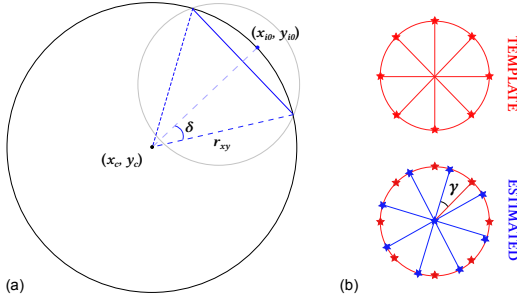 (x_{i0}, y_{i0})
δ
r_{xy}
(x_c, y_c)
(a)
TEMPLATE
γ
ESTIMATED
(b)